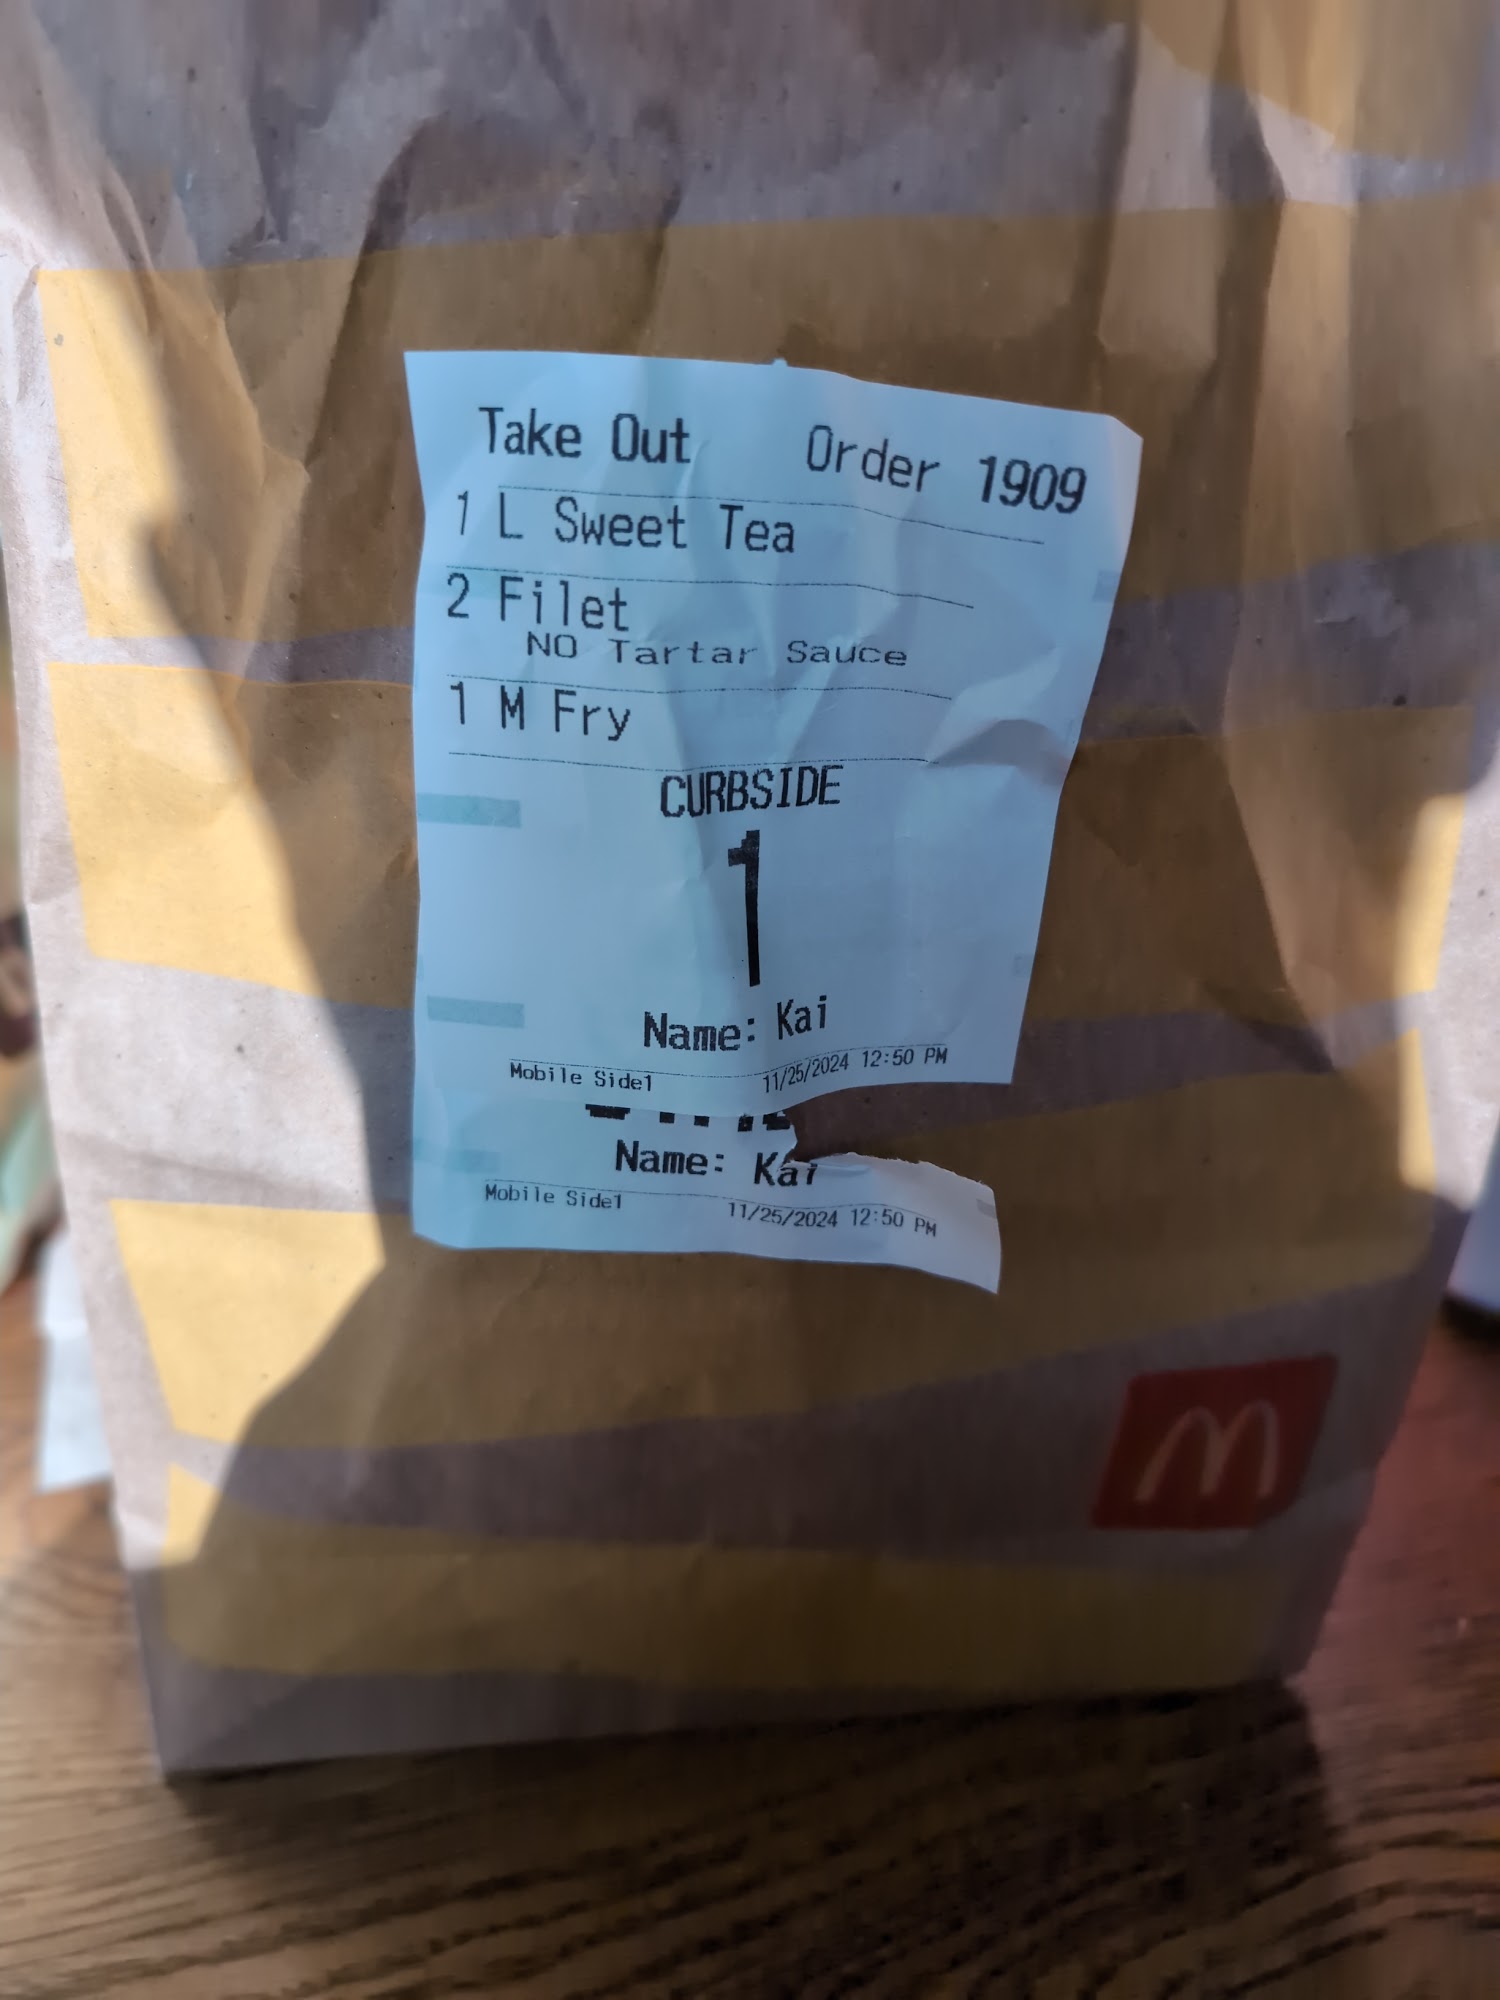 Take Out Order 1909
1 L Sweet Tea
2 Filet
NO Tartar Sauce
1 M Fry
CURBSIDE
1
Name: Kai
Mobile Side1 11/25/2024 12:50 PM
Name: Kai
Mobile Side1 11/25/2024 12:50 PM